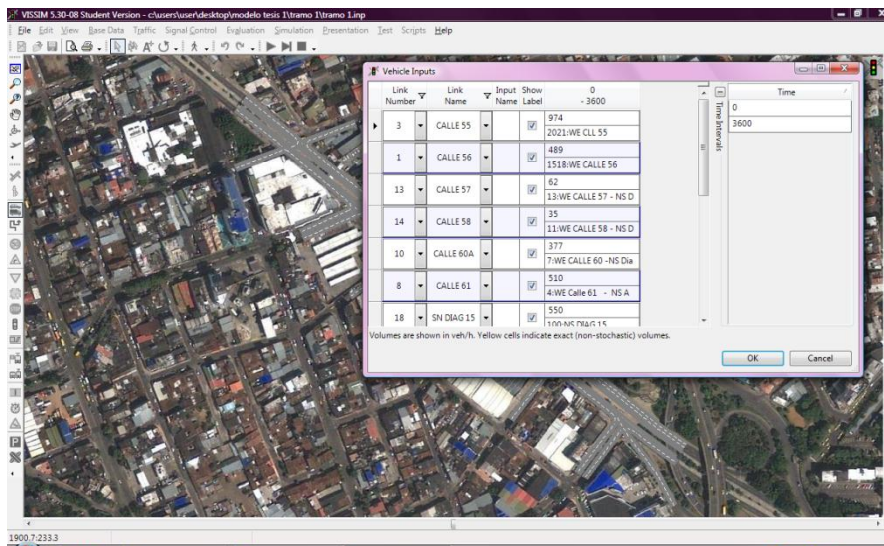 VISSIM 5.30-08 Student Version - c:\users\user\desktop\modelo tesis 1\tramo 1\tramo 1.inp
File Edit View Base Data Traffic Signal Control Evaluation Simulation Presentation Test Scripts Help
Vehicle Inputs
Link Number Link Name Input Name Show Label 0 - 3600
3 CALLE 55 974
2021:WE CLL 55
1 CALLE 56 489
1518:WE CALLE 56
13 CALLE 57 62
13:WE CALLE 57 - NS D
14 CALLE 58 35
11:WE CALLE 58 - NS D
10 CALLE 60A 377
7:WE CALLE 60 -NS Dia
8 CALLE 61 510
4:WE Calle 61 - NS A
18 SN DIAG 15 550
100:NS DIAG 15
Volumes are shown in veh/h. Yellow cells indicate exact (non-stochastic) volumes.
Time Intervals
Time
0
3600
OK Cancel
1900.7:233.3